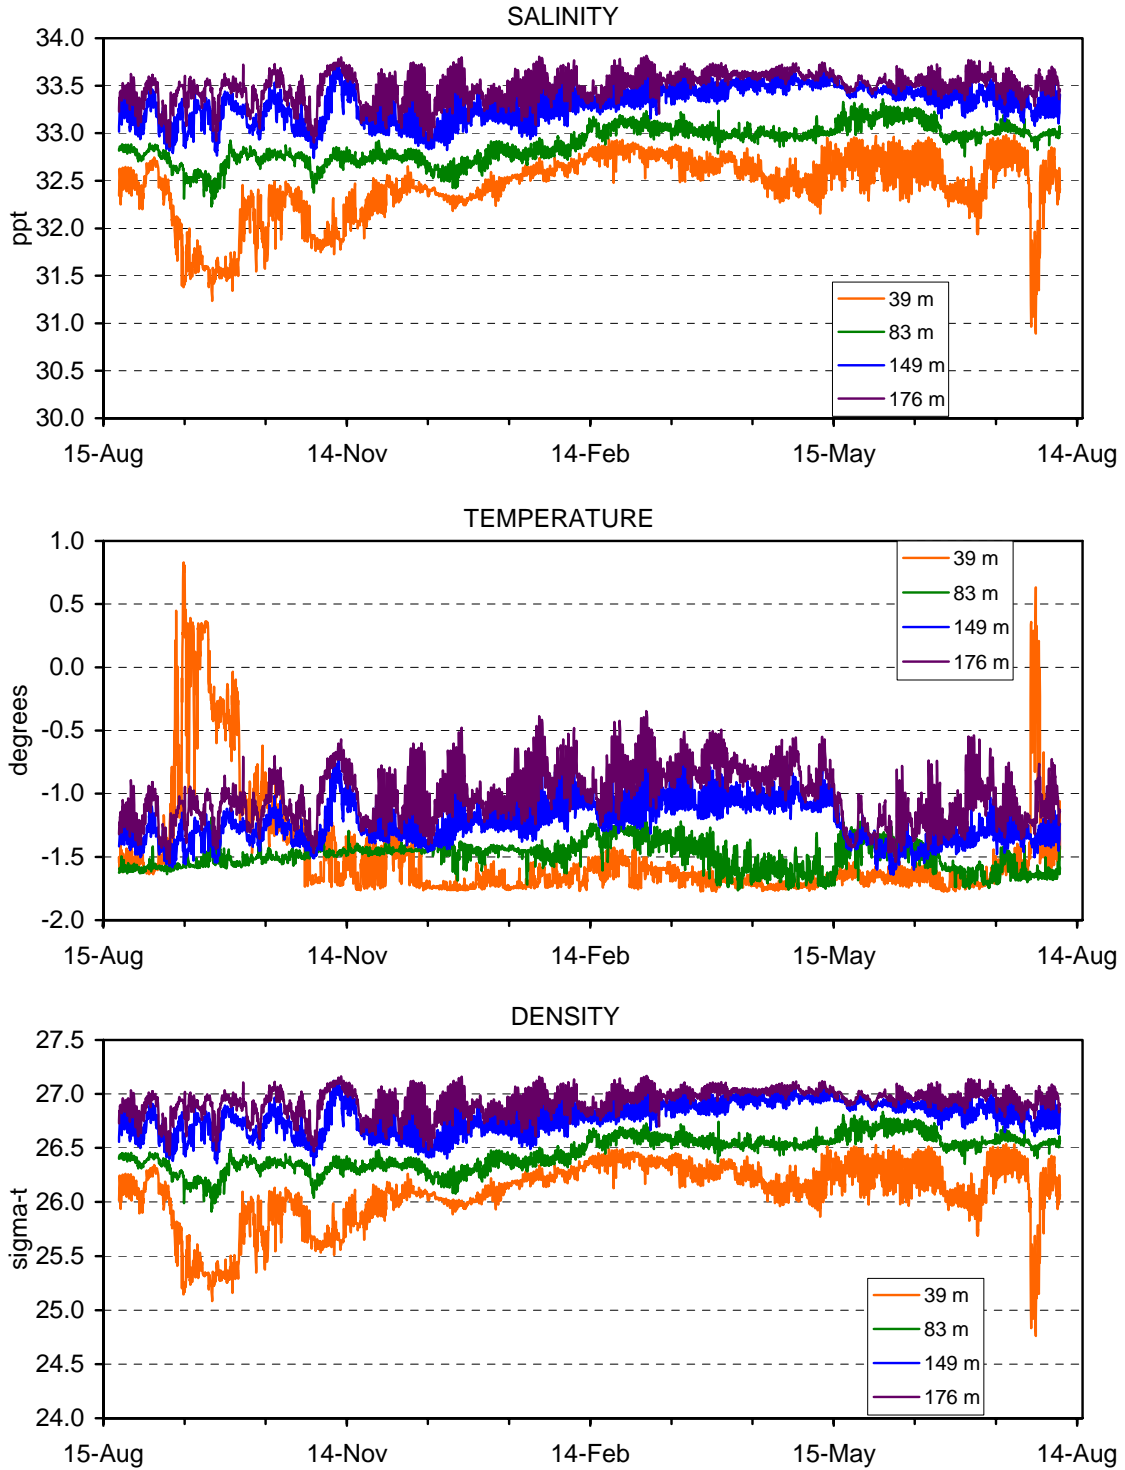 SALINITY
34.0
33.5
33.0
32.5
32.0
31.5
31.0
30.5
30.0
ppt
39 m
83 m
149 m
176 m
15-Aug 14-Nov 14-Feb 15-May 14-Aug
TEMPERATURE
1.0
0.5
0.0
-0.5
-1.0
-1.5
-2.0
degrees
39 m
83 m
149 m
176 m
15-Aug 14-Nov 14-Feb 15-May 14-Aug
DENSITY
27.5
27.0
26.5
26.0
25.5
25.0
24.5
24.0
sigma-t
39 m
83 m
149 m
176 m
15-Aug 14-Nov 14-Feb 15-May 14-Aug